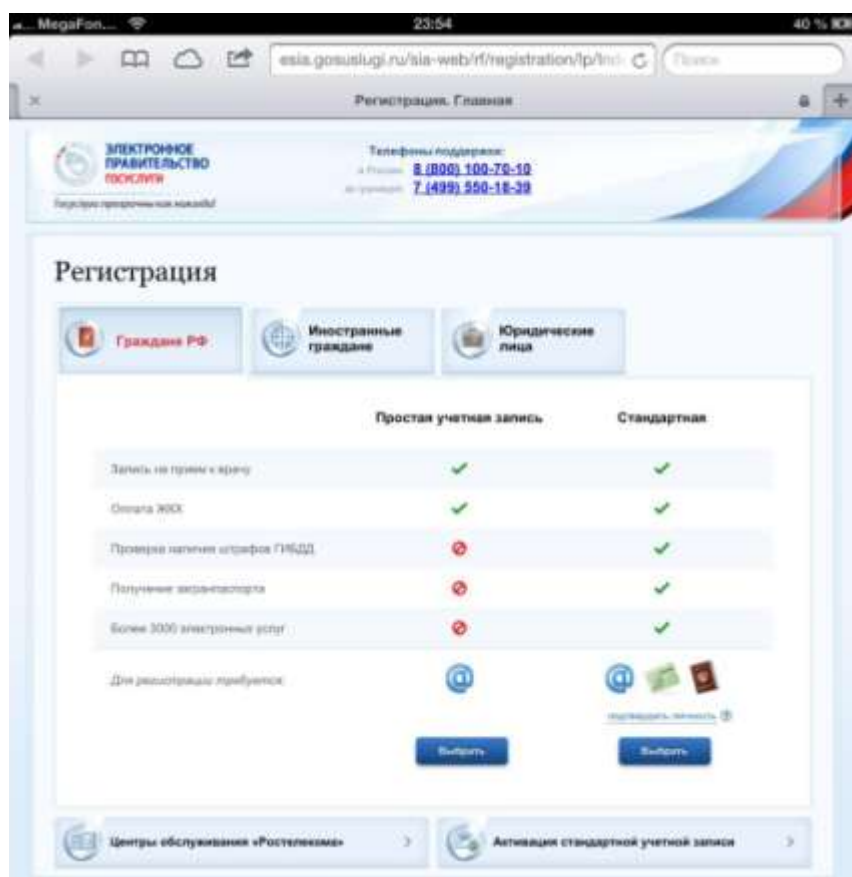 MegaFon...
23:54
40 %
esia.gosuslugi.ru/sia-web/rf/registration/lp/Ind
Поиск
Регистрация. Главная
ЭЛЕКТРОННОЕ
ПРАВИТЕЛЬСТВО
ГОСУСЛУГИ
Телефоны поддержки:
8 (800) 100-70-10
7 (499) 550-18-39
Регистрация
Граждане РФ
Иностранные
граждане
Юридические
лица
Простая учетная запись
Стандартная
Запись на прием к врачу
Оплата ЖКХ
Проверка наличия штрафов ГИБДД
Получение загранпаспорта
Более 3000 электронных услуг
Для регистрации требуется:
подтвердить личность
Выбрать
Выбрать
Центры обслуживания «Ростелекома»
Активация стандартной учетной записи